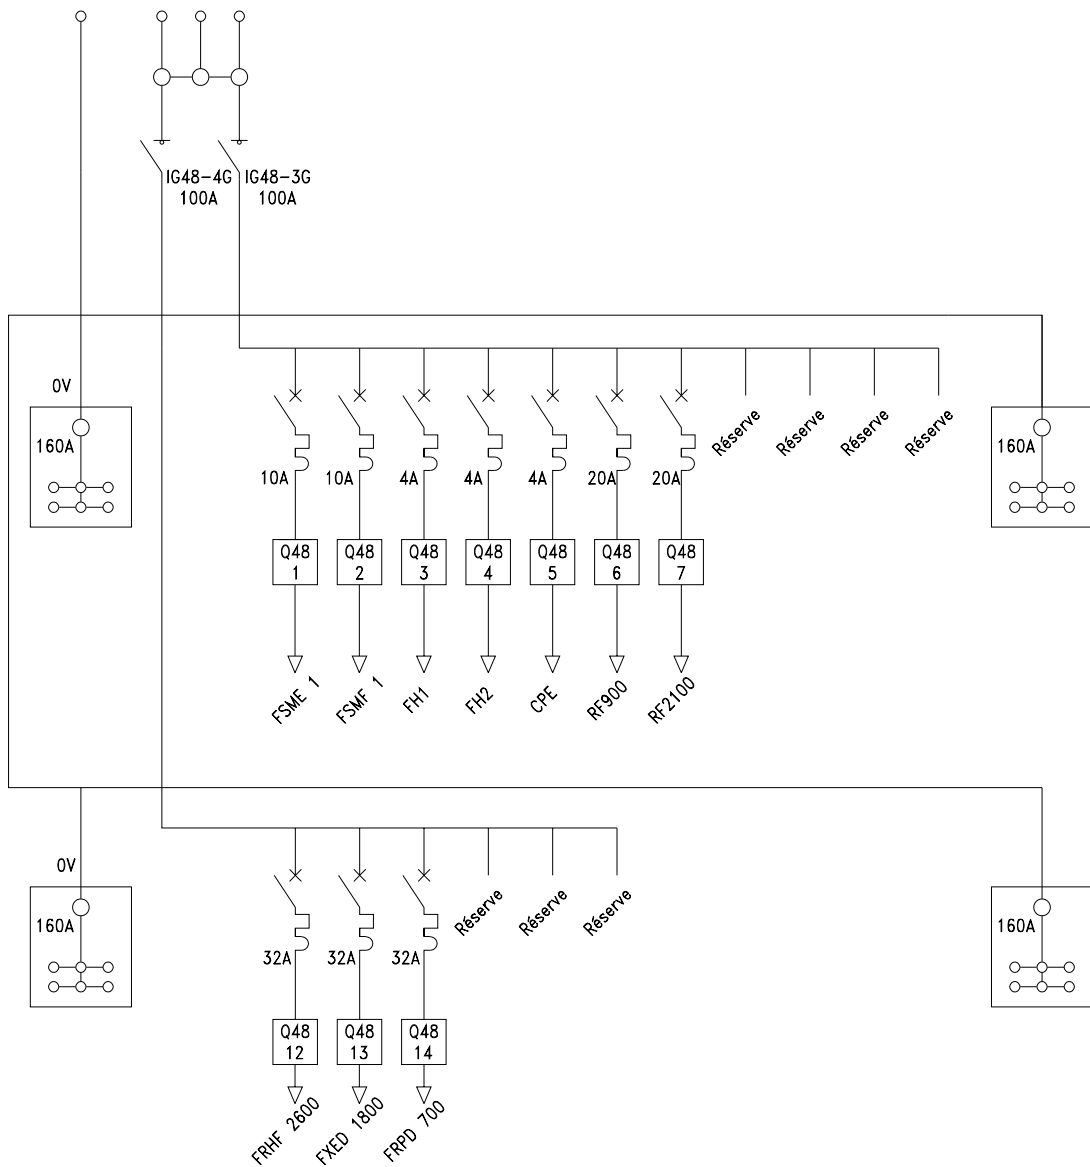 IG48-4G
100A
IG48-3G
100A
0V
160A
160A
Réserve
Réserve
Réserve
Réserve
10A
10A
4A
4A
4A
20A
20A
Q48
1
Q48
2
Q48
3
Q48
4
Q48
5
Q48
6
Q48
7
FSME 1
FSMF 1
FH1
FH2
CPE
RF900
RF2100
0V
160A
160A
Réserve
Réserve
Réserve
32A
32A
32A
Q48
12
Q48
13
Q48
14
FRHF 2600
FXED 1800
FRPD 700